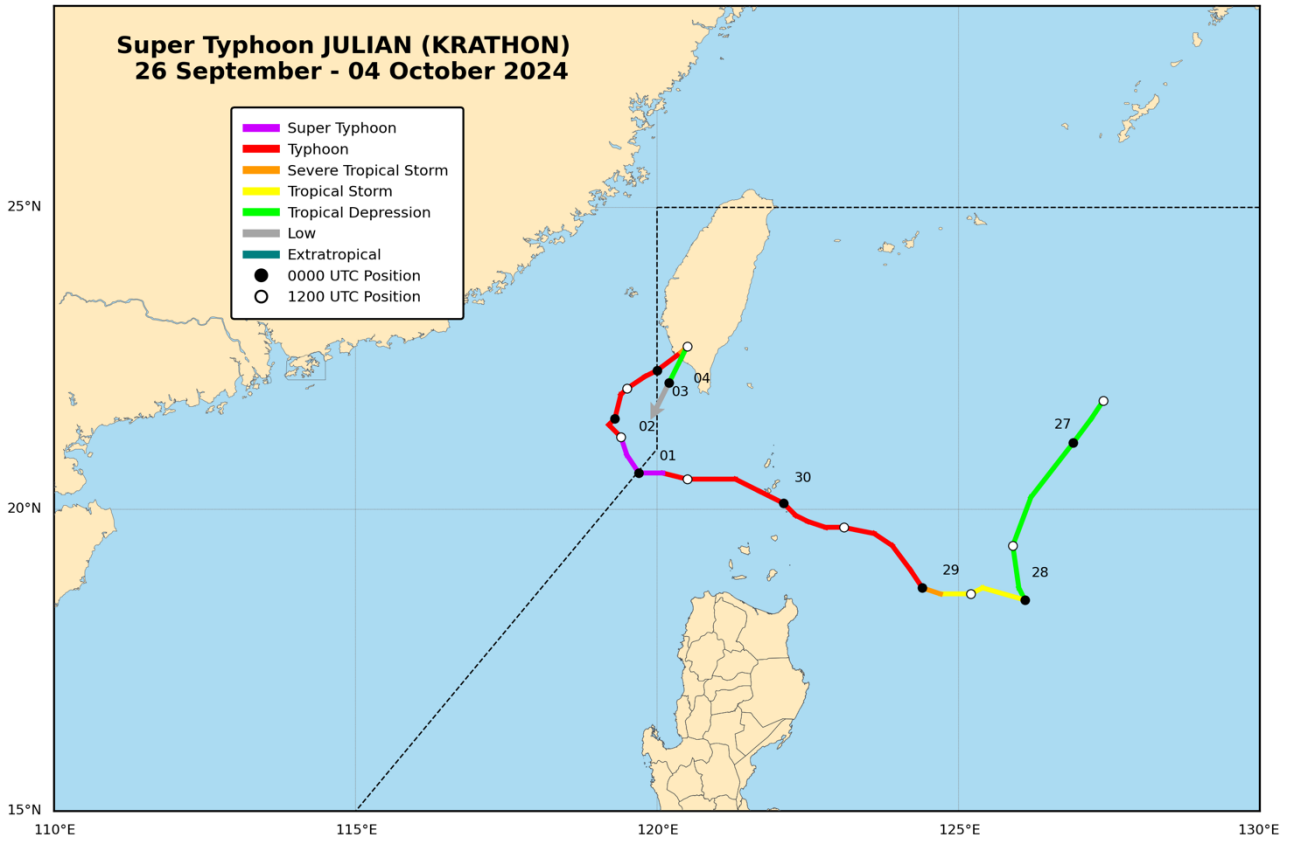 Super Typhoon JULIAN (KRATHON)
26 September - 04 October 2024
Super Typhoon
Typhoon
Severe Tropical Storm
Tropical Storm
Tropical Depression
Low
Extratropical
0000 UTC Position
1200 UTC Position
25°N
20°N
15°N
04
03
02
01
30
27
29
28
110°E
115°E
120°E
125°E
130°E